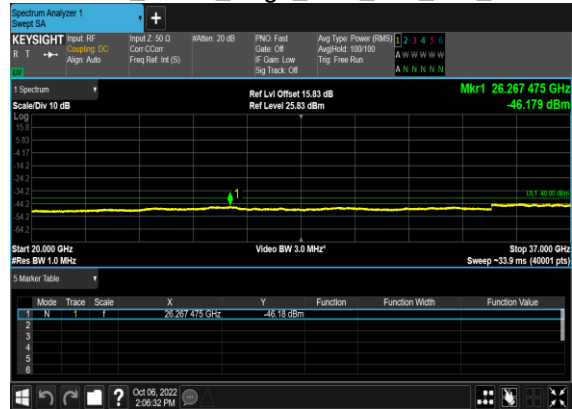 Spectrum Analyzer 1
Swept SA
+
KEYSIGHT
R T
Input: RF
Coupling: DC
Align: Auto
Input Z: 50 Ω
Corr CCorr
Freq Ref: Int (S)
#Atten: 20 dB
PNO: Fast
Gate: Off
IF Gain: Low
Sig Track: Off
Avg Type: Power (RMS)
Avg|Hold: 100/100
Trig: Free Run
1 2 3 4 5 6
A W W W W W
A N N N N N
1 Spectrum
Scale/Div 10 dB
Ref Lvl Offset 15.83 dB
Ref Level 25.83 dBm
Mkr1 26.267 475 GHz
-46.179 dBm
Log
15.8
5.83
-4.17
-14.2
-24.2
-34.2
-44.2
-54.2
-64.2
1
DL1 -40.00 dBm
Start 20.000 GHz
#Res BW 1.0 MHz
Video BW 3.0 MHz*
Stop 37.000 GHz
Sweep ~33.9 ms (40001 pts)
5 Marker Table
Mode Trace Scale X Y Function Function Width Function Value
1 N 1 f 26.267 475 GHz -46.18 dBm
2
3
4
5
6
?
Oct 06, 2022
2:06:32 PM